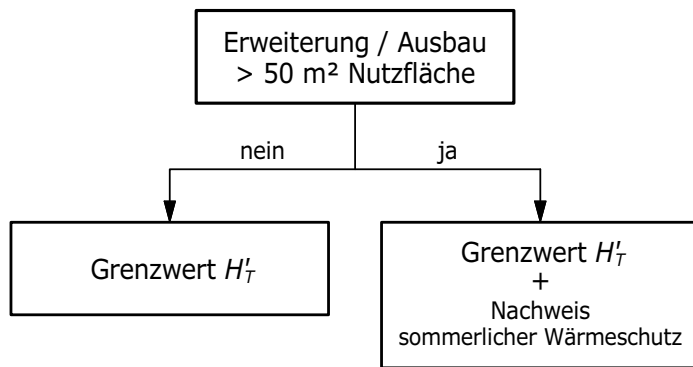 Erweiterung / Ausbau
> 50 m² Nutzfläche
nein
ja
Grenzwert H'T
Grenzwert H'T
+
Nachweis
sommerlicher Wärmeschutz